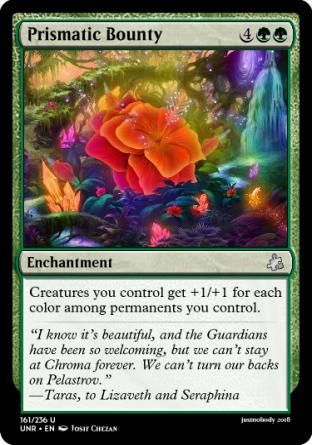 Prismatic Bounty 4
Enchantment
Creatures you control get +1/+1 for each
color among permanents you control.
“I know it's beautiful, and the Guardians
have been so welcoming, but we can't stay
at Chroma forever. We can't turn our backs
on Pelastrov.”
—Taras, to Lizaveth and Seraphina
161/236 U
UNR • EN Josif Chezan
justnobody 2018